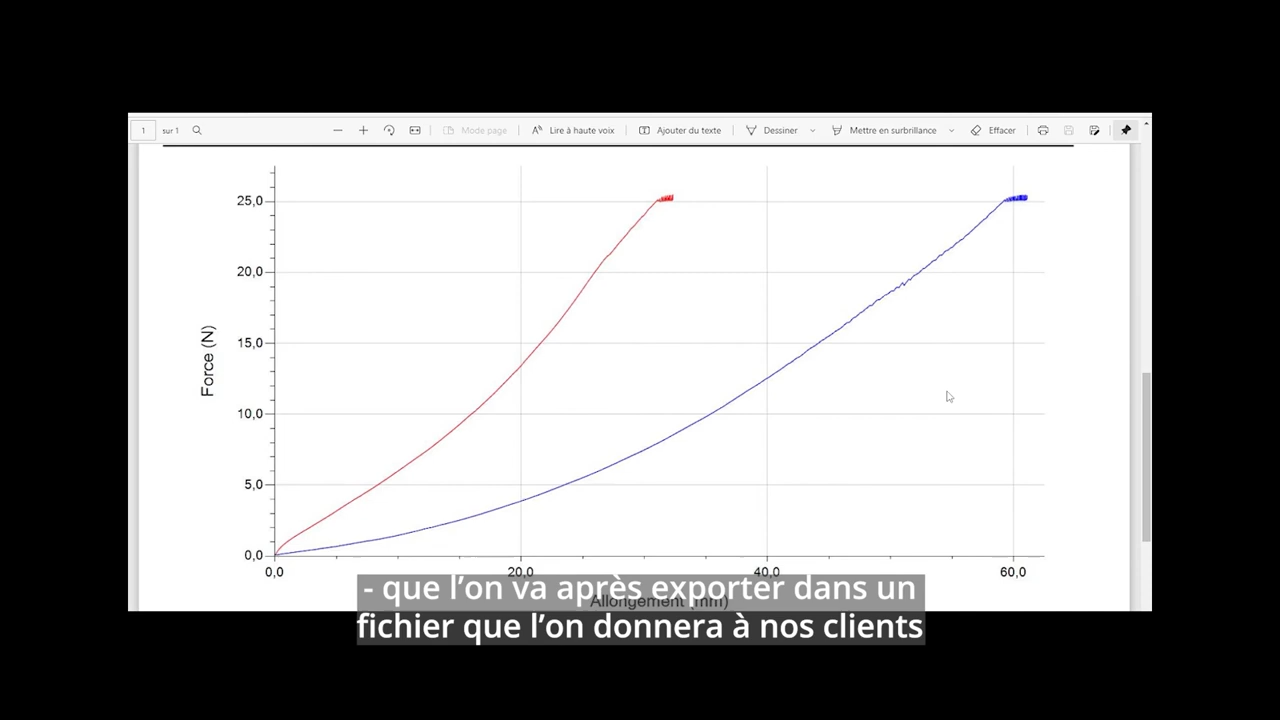 1 sur 1 Mode page Lire à haute voix Ajouter du texte Dessiner Mettre en surbrillance Effacer
25,0
20,0
15,0
10,0
5,0
0,0
Force (N)
0,0 20,0 40,0 60,0
Allongement (mm)
- que l’on va après exporter dans un
fichier que l’on donnera à nos clients